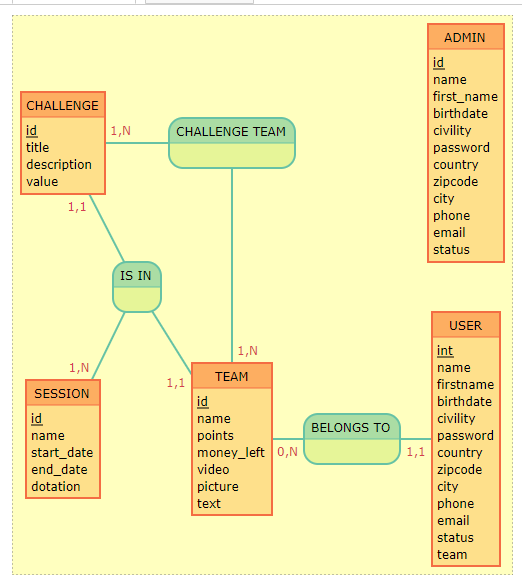 ADMIN
id
name
first_name
birthdate
civility
password
country
zipcode
city
phone
email
status
CHALLENGE
id
title
description
value
1,N
CHALLENGE TEAM
1,1
IS IN
1,N
1,N
1,1
SESSION
id
name
start_date
end_date
dotation
TEAM
id
name
points
money_left
video
picture
text
0,N
BELONGS TO
1,1
USER
int
name
firstname
birthdate
civility
password
country
zipcode
city
phone
email
status
team